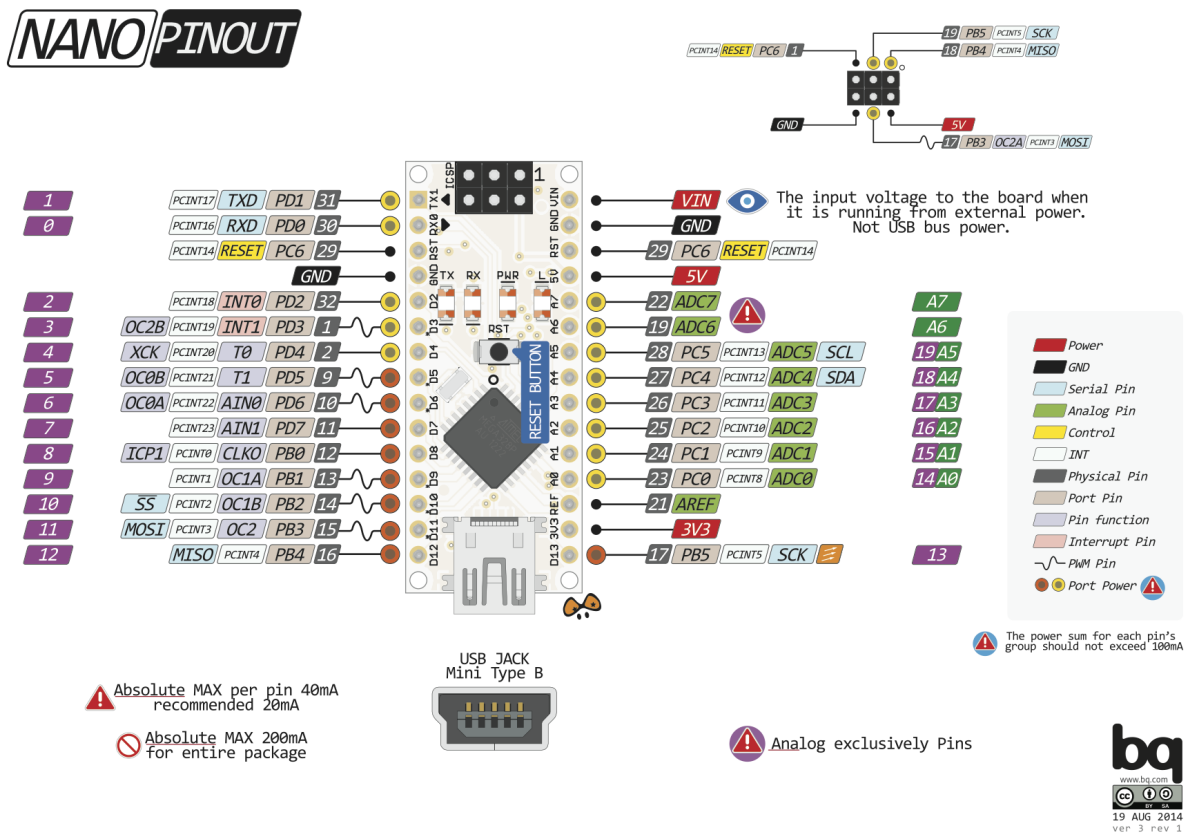 NANO PINOUT
19 PB5 PCINT5 SCK
PCINT14 RESET PC6 1
18 PB4 PCINT4 MISO
GND
5V
17 PB3 OC2A PCINT3 MOSI
ICSP
1
1 PCINT17 TXD PD1 31 TX1
VIN VIN
0 PCINT16 RXD PD0 30 RX0
GND GND
PCINT14 RESET PC6 29 RST
RST 29 PC6 RESET PCINT14
GND GND
5V 5V
The input voltage to the board when
it is running from external power.
Not USB bus power.
TX RX PWR L
2 PCINT18 INT0 PD2 32 D2
A7 22 ADC7 A7
3 OC2B PCINT19 INT1 PD3 1 D3
A6 19 ADC6 A6
RST
4 XCK PCINT20 T0 PD4 2 D4
A5 28 PC5 PCINT13 ADC5 SCL 19 A5
5 OC0B PCINT21 T1 PD5 9 D5
A4 27 PC4 PCINT12 ADC4 SDA 18 A4
6 OC0A PCINT22 AIN0 PD6 10 D6
A3 26 PC3 PCINT11 ADC3 17 A3
7 PCINT23 AIN1 PD7 11 D7
A2 25 PC2 PCINT10 ADC2 16 A2
8 ICP1 PCINT0 CLKO PB0 12 D8
A1 24 PC1 PCINT9 ADC1 15 A1
9 PCINT1 OC1A PB1 13 D9
A0 23 PC0 PCINT8 ADC0 14 A0
10 SS PCINT2 OC1B PB2 14 D10
REF 21 AREF
11 MOSI PCINT3 OC2 PB3 15 D11
3V3 3V3
12 MISO PCINT4 PB4 16 D12
D13 17 PB5 PCINT5 SCK 13
RESET BUTTON
Power
GND
Serial Pin
Analog Pin
Control
INT
Physical Pin
Port Pin
Pin function
Interrupt Pin
PWM Pin
Port Power
The power sum for each pin's
group should not exceed 100mA
USB JACK
Mini Type B
Absolute MAX per pin 40mA
recommended 20mA
Absolute MAX 200mA
for entire package
Analog exclusively Pins
bq
www.bq.com
cc BY SA
19 AUG 2014
ver 3 rev 1